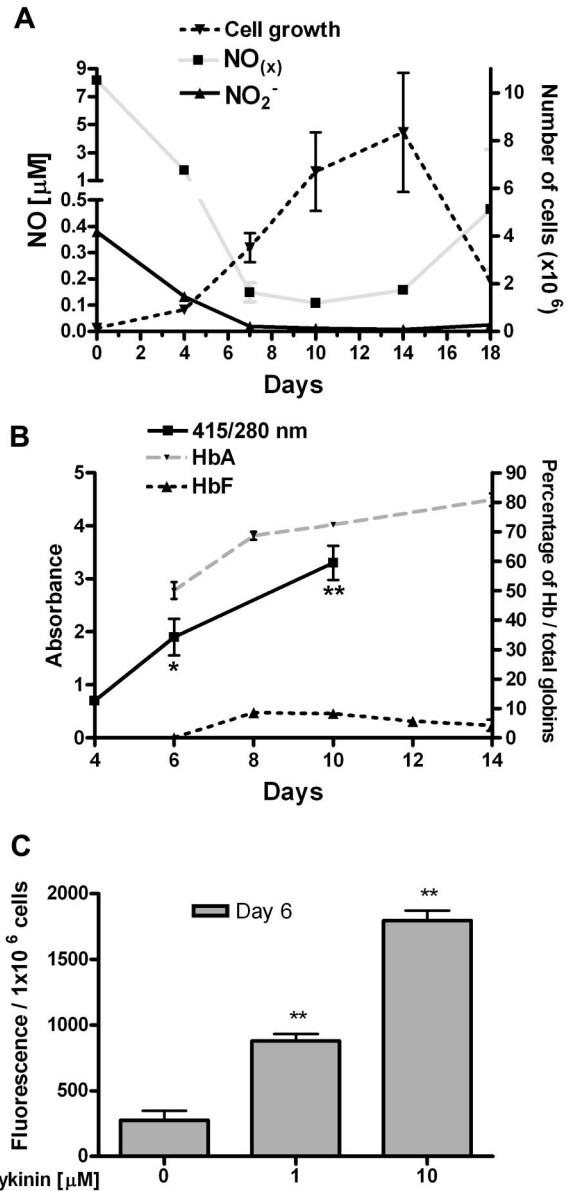 A
Cell growth
NO(x)
NO2-
9
7
5
3
1
0.5
0.4
0.3
0.2
0.1
0.0
NO [µM]
10
8
6
4
2
0
Number of cells (x10 6)
0 2 4 6 8 10 12 14 16 18
Days
B
415/280 nm
HbA
HbF
5
4
3
2
1
0
Absorbance
90
80
70
60
50
40
30
20
10
0
Percentage of Hb / total globins
*
**
4 6 8 10 12 14
Days
C
2000
1500
1000
500
0
Fluorescence / 1x10 6 cells
Day 6
**
**
ykinin [µM] 0 1 10